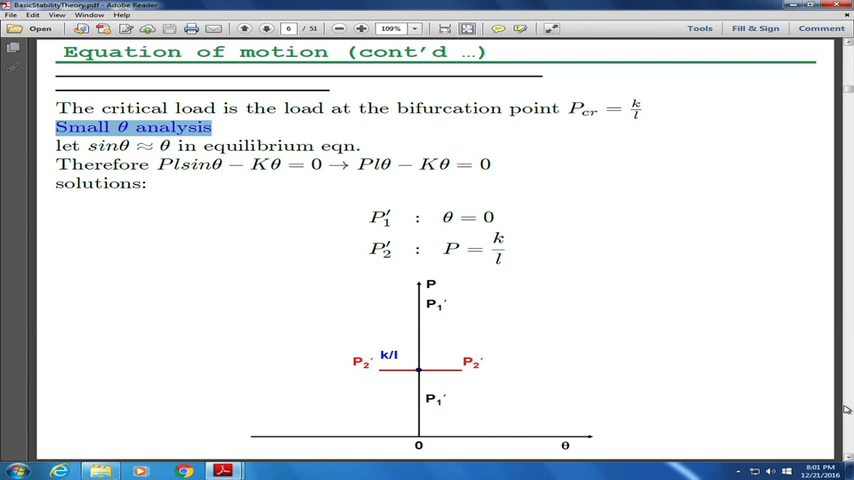 BasicStabilityTheory.pdf - Adobe Reader
File Edit View Window Help
Open 6 / 51 109% Tools Fill & Sign Comment
Equation of motion (cont'd …)
The critical load is the load at the bifurcation point P_cr = k/l
Small θ analysis
let sinθ ≈ θ in equilibrium eqn.
Therefore Plsinθ − Kθ = 0 → Plθ − Kθ = 0
solutions:
P₁′ : θ = 0
P₂′ : P = k/l
P
P₁′
k/l
P₂′ P₂′
P₁′
0 θ
8:01 PM
12/21/2016